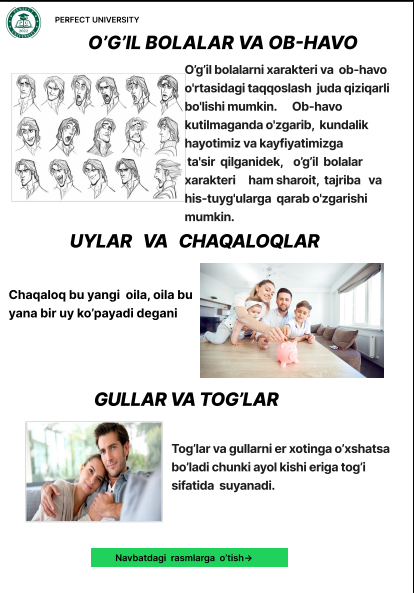 PERFECT UNIVERSITY
O’G’IL BOLALAR VA OB-HAVO
O’g’il bolalarni xarakteri va ob-havo
o'rtasidagi taqqoslash juda qiziqarli
bo'lishi mumkin. Ob-havo
kutilmaganda o'zgarib, kundalik
hayotimiz va kayfiyatimizga
ta'sir qilganidek, o’g’il bolalar
xarakteri ham sharoit, tajriba va
his-tuyg'ularga qarab o'zgarishi
mumkin.
UYLAR VA CHAQALOQLAR
Chaqaloq bu yangi oila, oila bu
yana bir uy ko’payadi degani
GULLAR VA TOG’LAR
Tog’lar va gullarni er xotinga o’xshatsa
bo’ladi chunki ayol kishi eriga tog’i
sifatida suyanadi.
Navbatdagi rasmlarga o’tish→